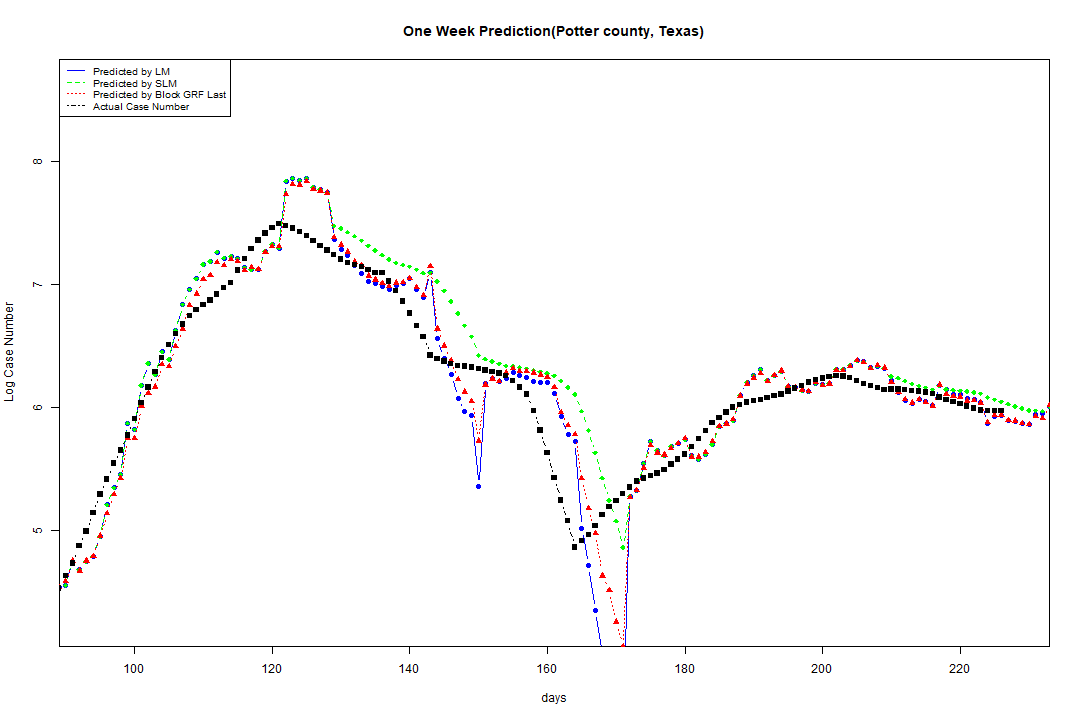 One Week Prediction(Potter county, Texas)
Predicted by LM
Predicted by SLM
Predicted by Block GRF Last
Actual Case Number
8
7
6
5
Log Case Number
100 120 140 160 180 200 220
days